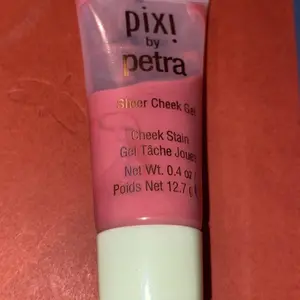 pixi
by
petra
Sheer Cheek Gel
Cheek Stain
Gel Tâche Joues
Net Wt. 0.4 oz
Poids Net 12.7 g